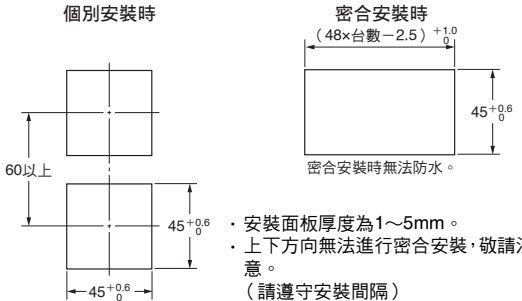 個別安裝時
密合安裝時
（48×台數－2.5）+1.0 0
45+0.6 0
60以上
密合安裝時無法防水。
45+0.6 0
45+0.6 0
・安裝面板厚度為1～5mm。
・上下方向無法進行密合安裝，敬請
意。
（請遵守安裝間隔）